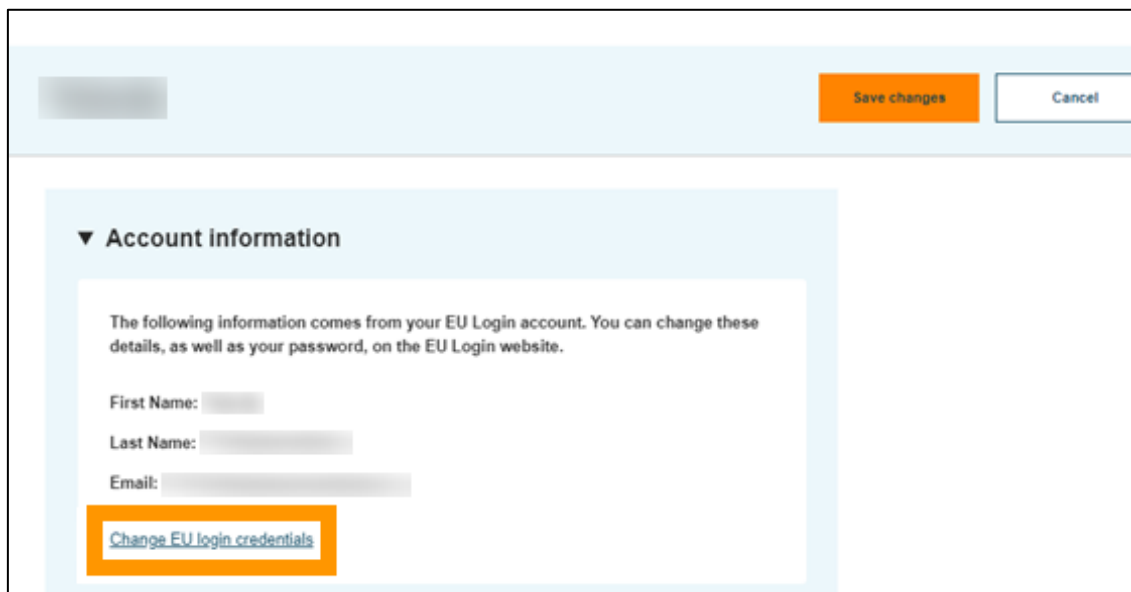 Save changes
Cancel
Account information
The following information comes from your EU Login account. You can change these
details, as well as your password, on the EU Login website.
First Name:
Last Name:
Email:
Change EU login credentials